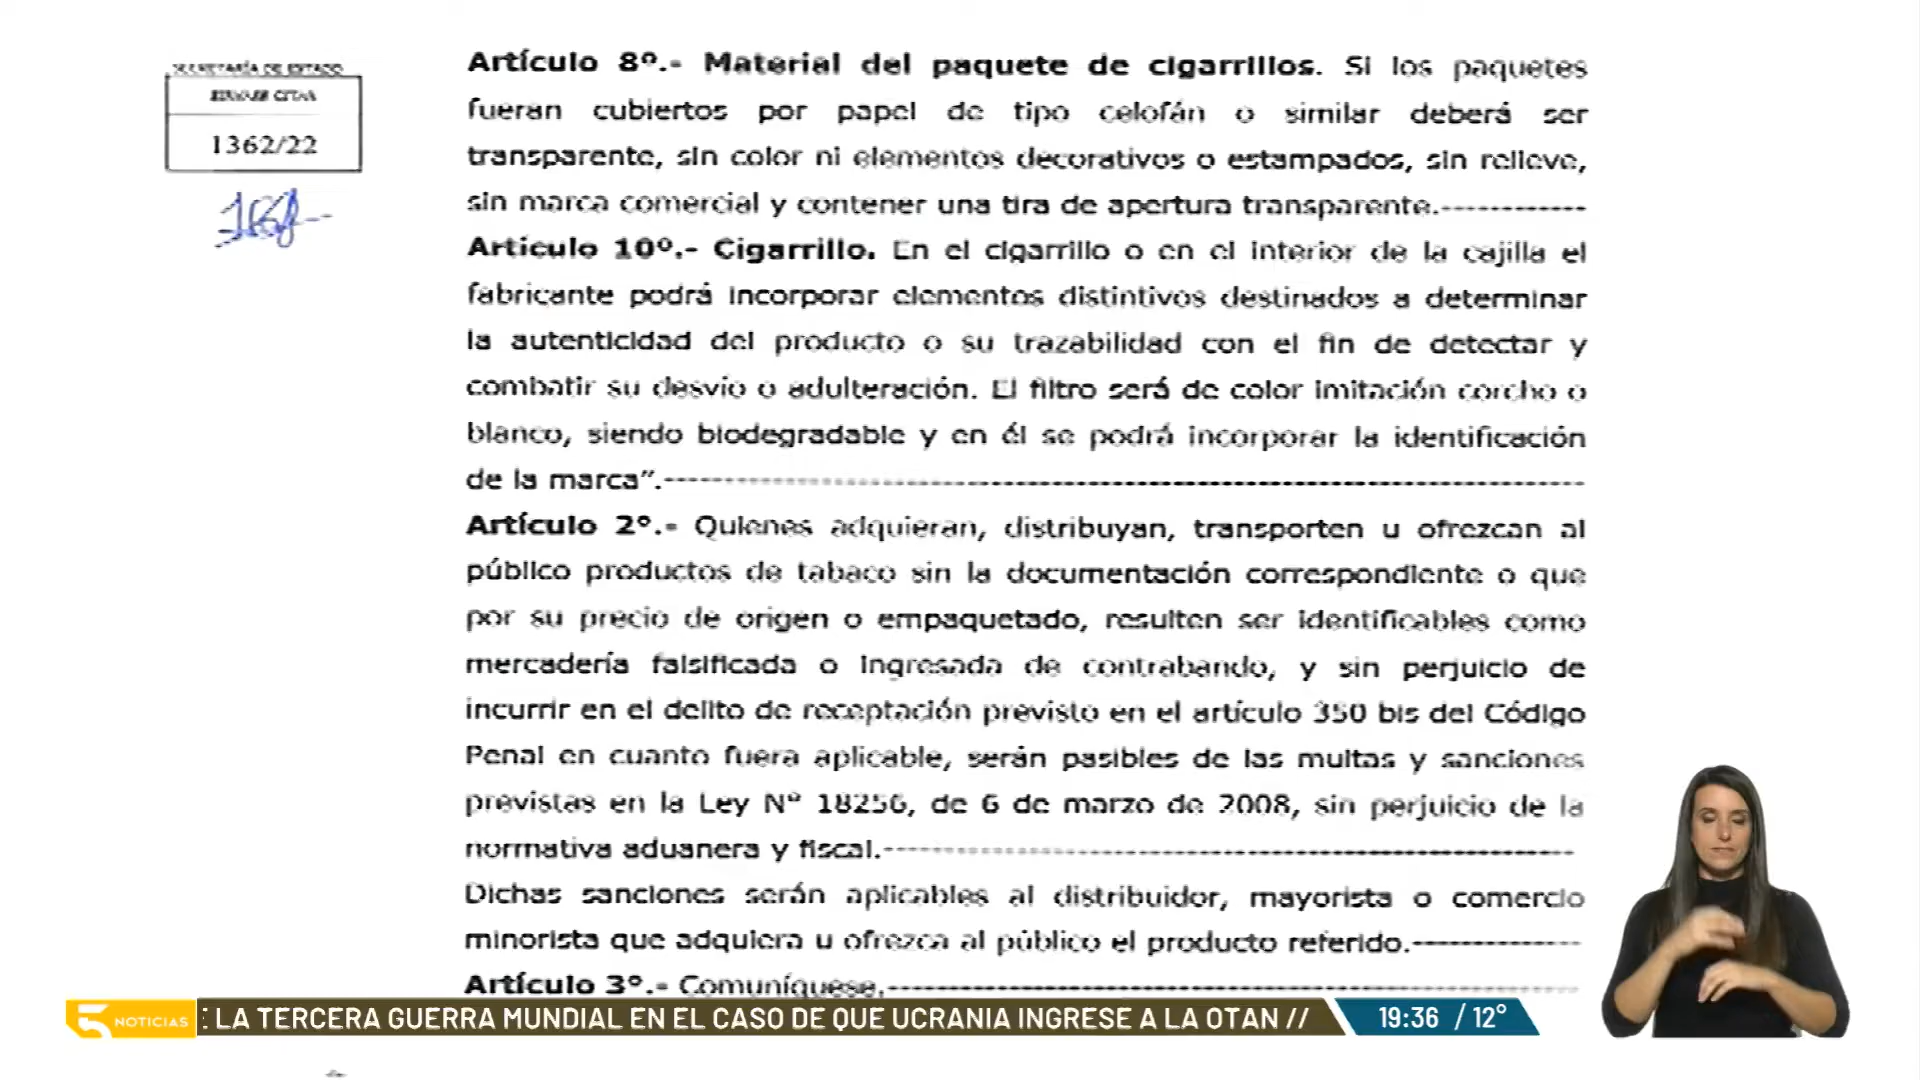 SECRETARÍA DE ESTADO
SIRVASE CITAR
1362/22
Artículo 8º.- Material del paquete de cigarrillos. Si los paquetes
fueran cubiertos por papel de tipo celofán o similar deberá ser
transparente, sin color ni elementos decorativos o estampados, sin relieve,
sin marca comercial y contener una tira de apertura transparente.------------
Artículo 10º.- Cigarrillo. En el cigarrillo o en el interior de la cajilla el
fabricante podrá incorporar elementos distintivos destinados a determinar
la autenticidad del producto o su trazabilidad con el fin de detectar y
combatir su desvío o adulteración. El filtro será de color imitación corcho o
blanco, siendo biodegradable y en él se podrá incorporar la identificación
de la marca”.------------------------------------------------------------
Artículo 2º.- Quienes adquieran, distribuyan, transporten u ofrezcan al
público productos de tabaco sin la documentación correspondiente o que
por su precio de origen o empaquetado, resulten ser identificables como
mercadería falsificada o ingresada de contrabando, y sin perjuicio de
incurrir en el delito de receptación previsto en el artículo 350 bis del Código
Penal en cuanto fuera aplicable, serán pasibles de las multas y sanciones
previstas en la Ley Nº 18256, de 6 de marzo de 2008, sin perjuicio de la
normativa aduanera y fiscal.---------------------------------------------
Dichas sanciones serán aplicables al distribuidor, mayorista o comercio
minorista que adquiera u ofrezca al público el producto referido.-----------
Artículo 3º.- Comuníquese.---------------------------------------------
5 NOTICIAS
LA TERCERA GUERRA MUNDIAL EN EL CASO DE QUE UCRANIA INGRESE A LA OTAN //
19:36 / 12°